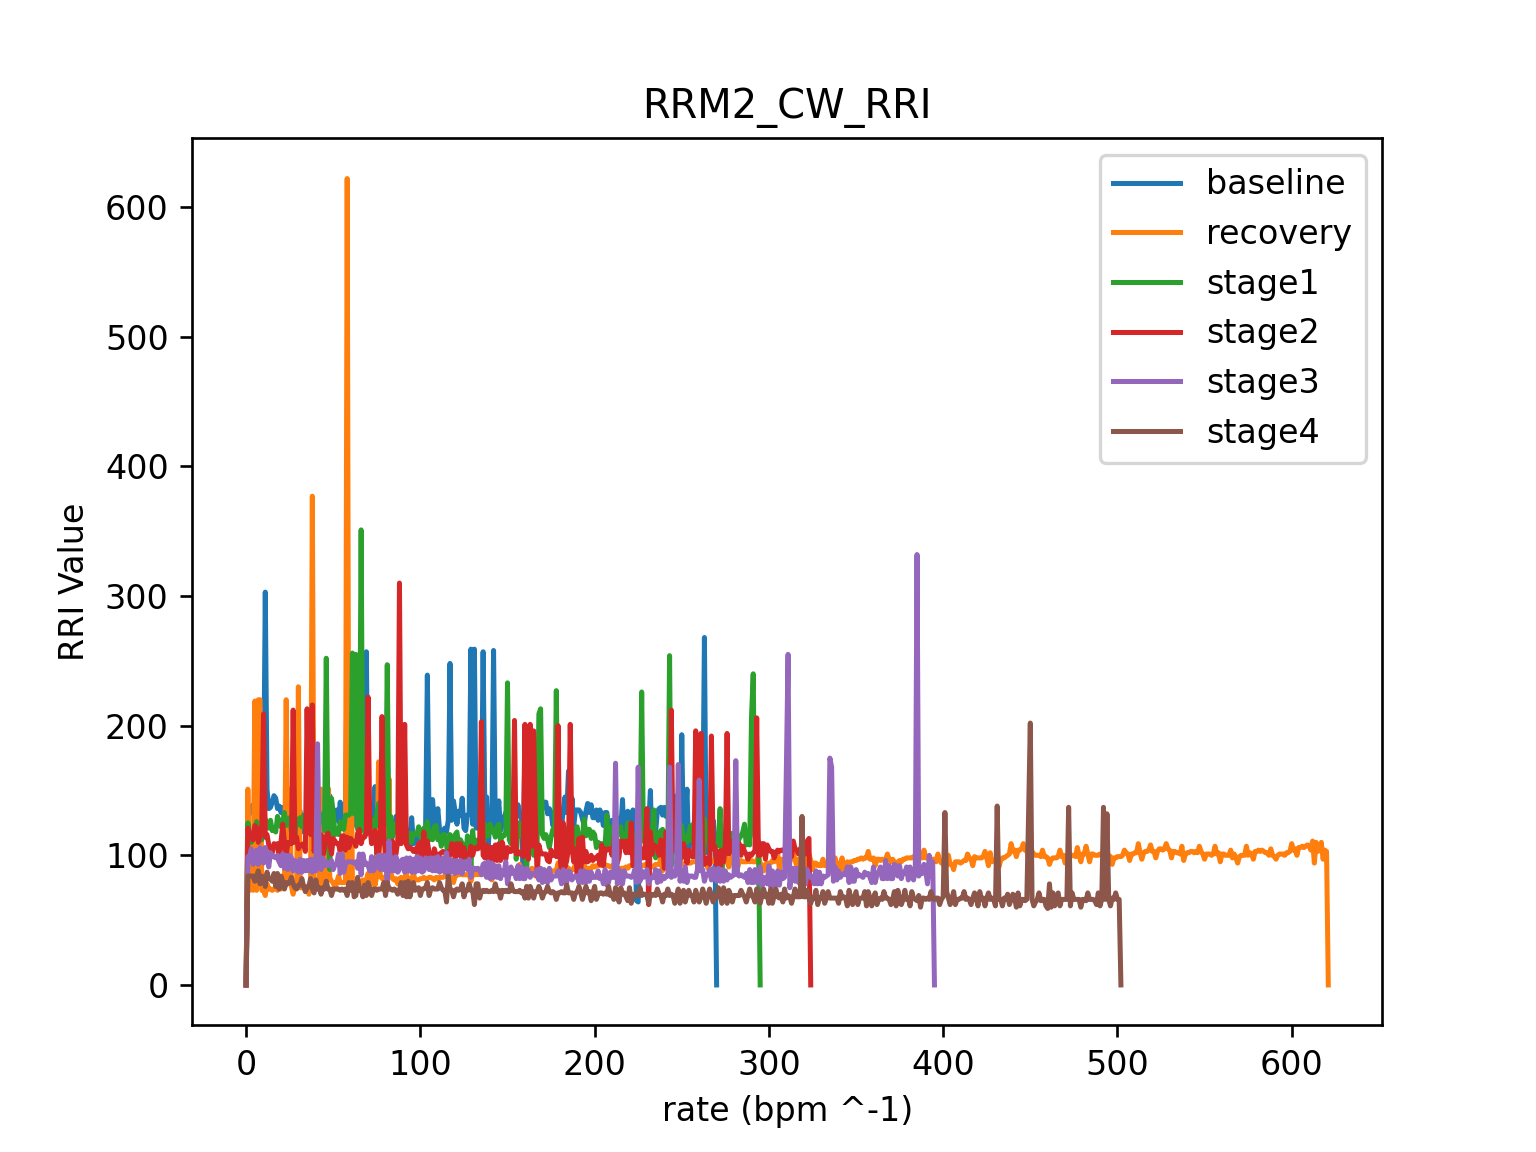 RRM2_CW_RRI
RRI Value
600
500
400
300
200
100
0
baseline
recovery
stage1
stage2
stage3
stage4
0 100 200 300 400 500 600
rate (bpm ^-1)